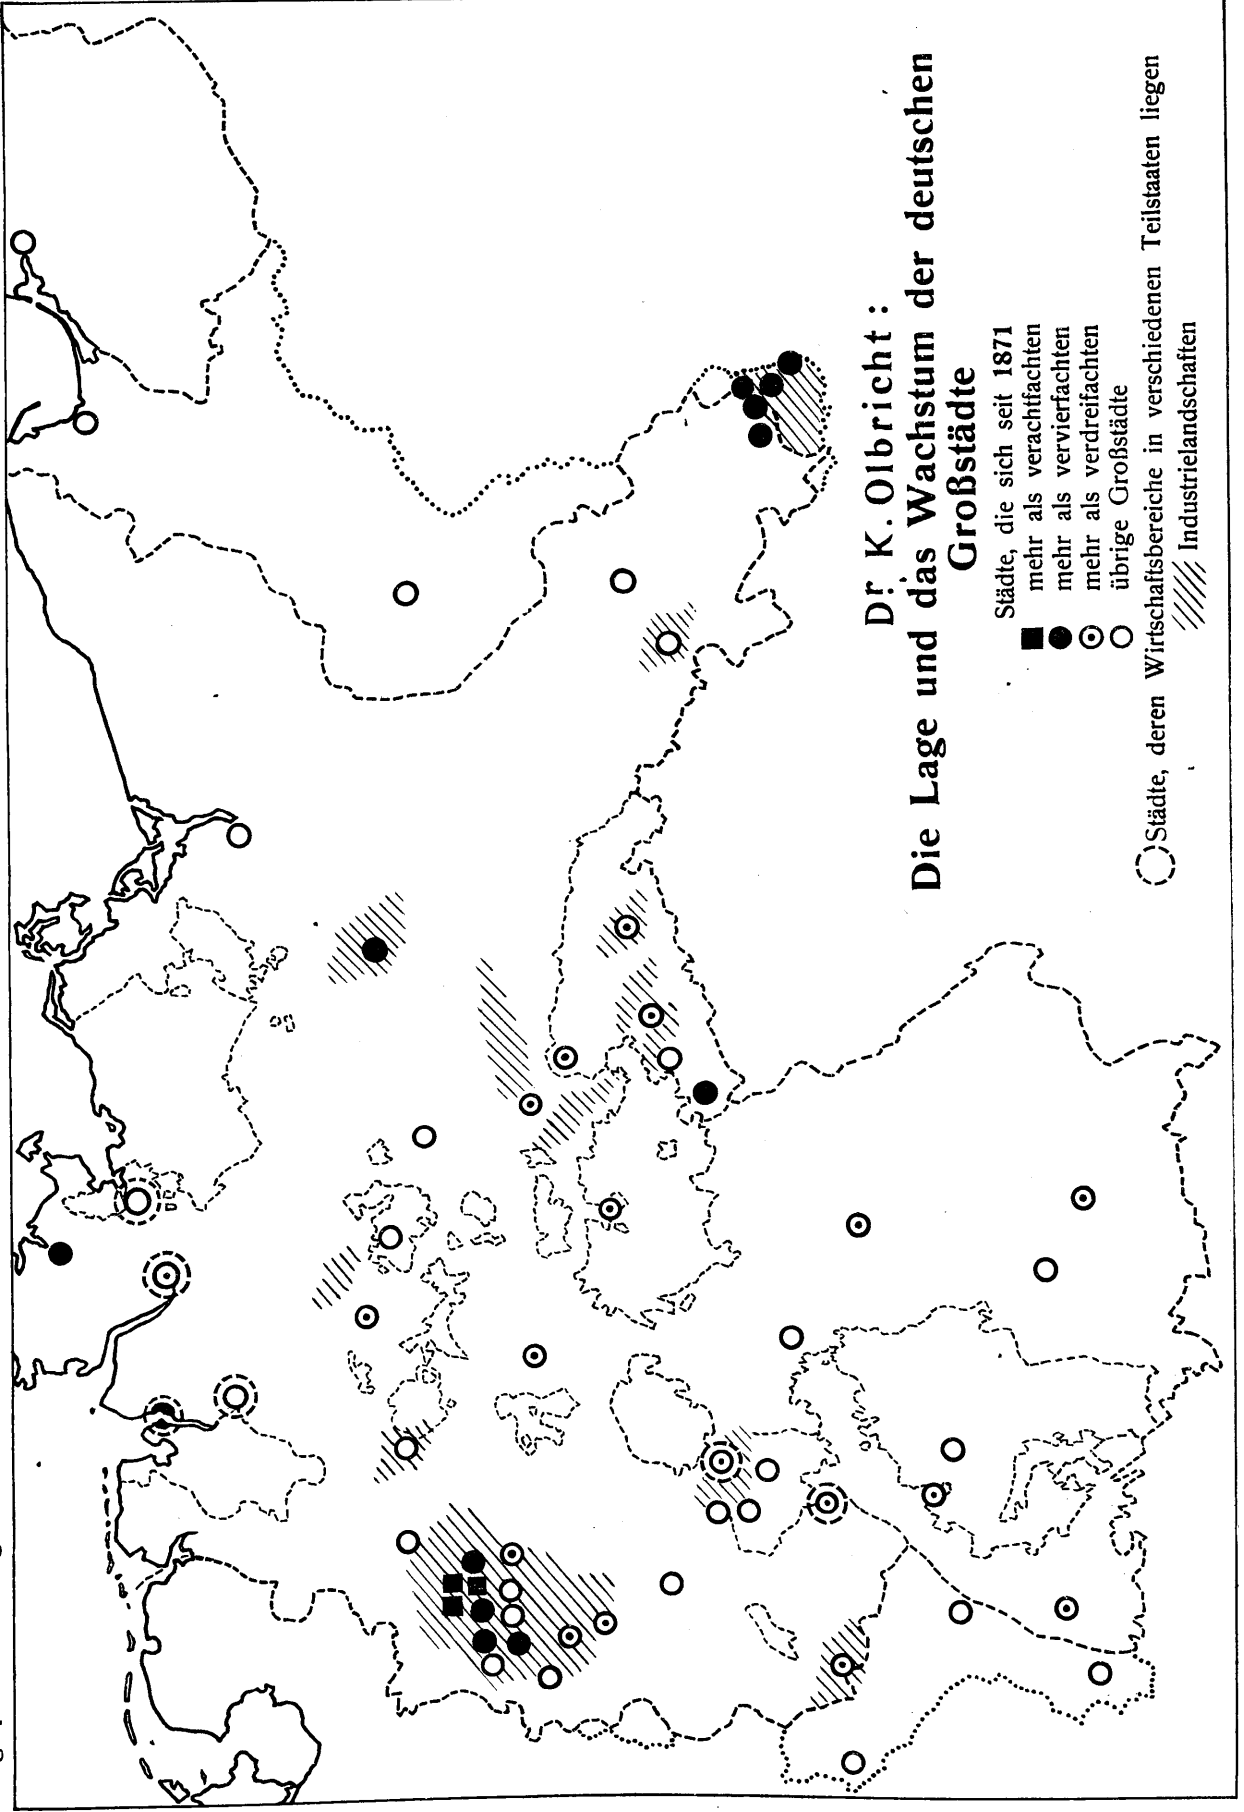 Dr. K. Olbricht:
Die Lage und das Wachstum der deutschen
Großstädte
Städte, die sich seit 1871
mehr als verachtfachten
mehr als vervierfachten
mehr als verdreifachten
übrige Großstädte
Städte, deren Wirtschaftsbereiche in verschiedenen Teilstaaten liegen
Industrielandschaften